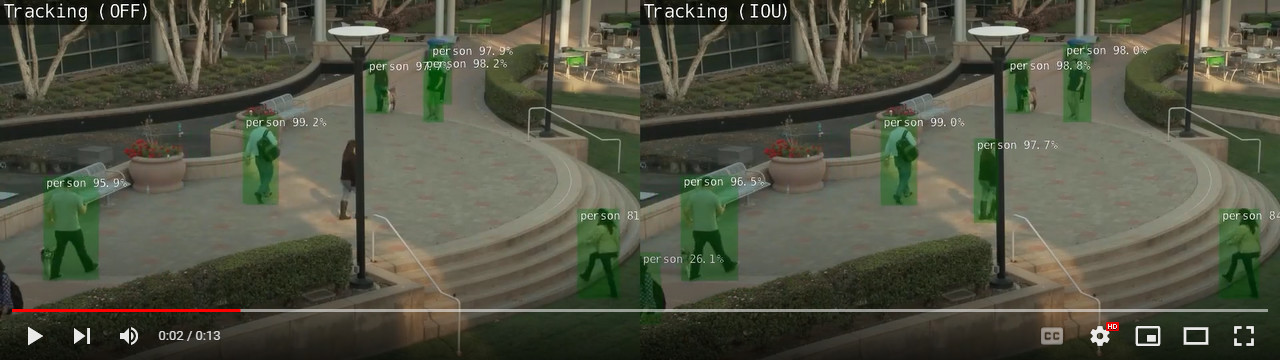 Tracking (OFF)
Tracking (IOU)
person 97.9%
person 98.2%
person 99.2%
person 95.9%
person 81
person 98.0%
person 98.8%
person 99.0%
person 97.7%
person 96.5%
person 84
person 26.1%
0:02 / 0:13
CC
HD